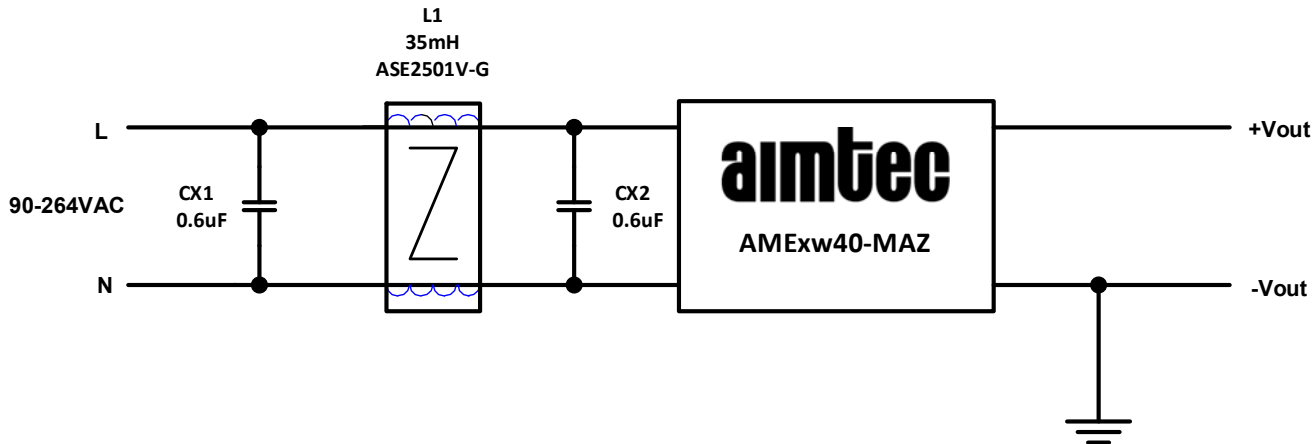 L1
35mH
ASE2501V-G
L
+Vout
aimtec
CX1
0.6uF
CX2
0.6uF
90-264VAC
AMExw40-MAZ
N
-Vout